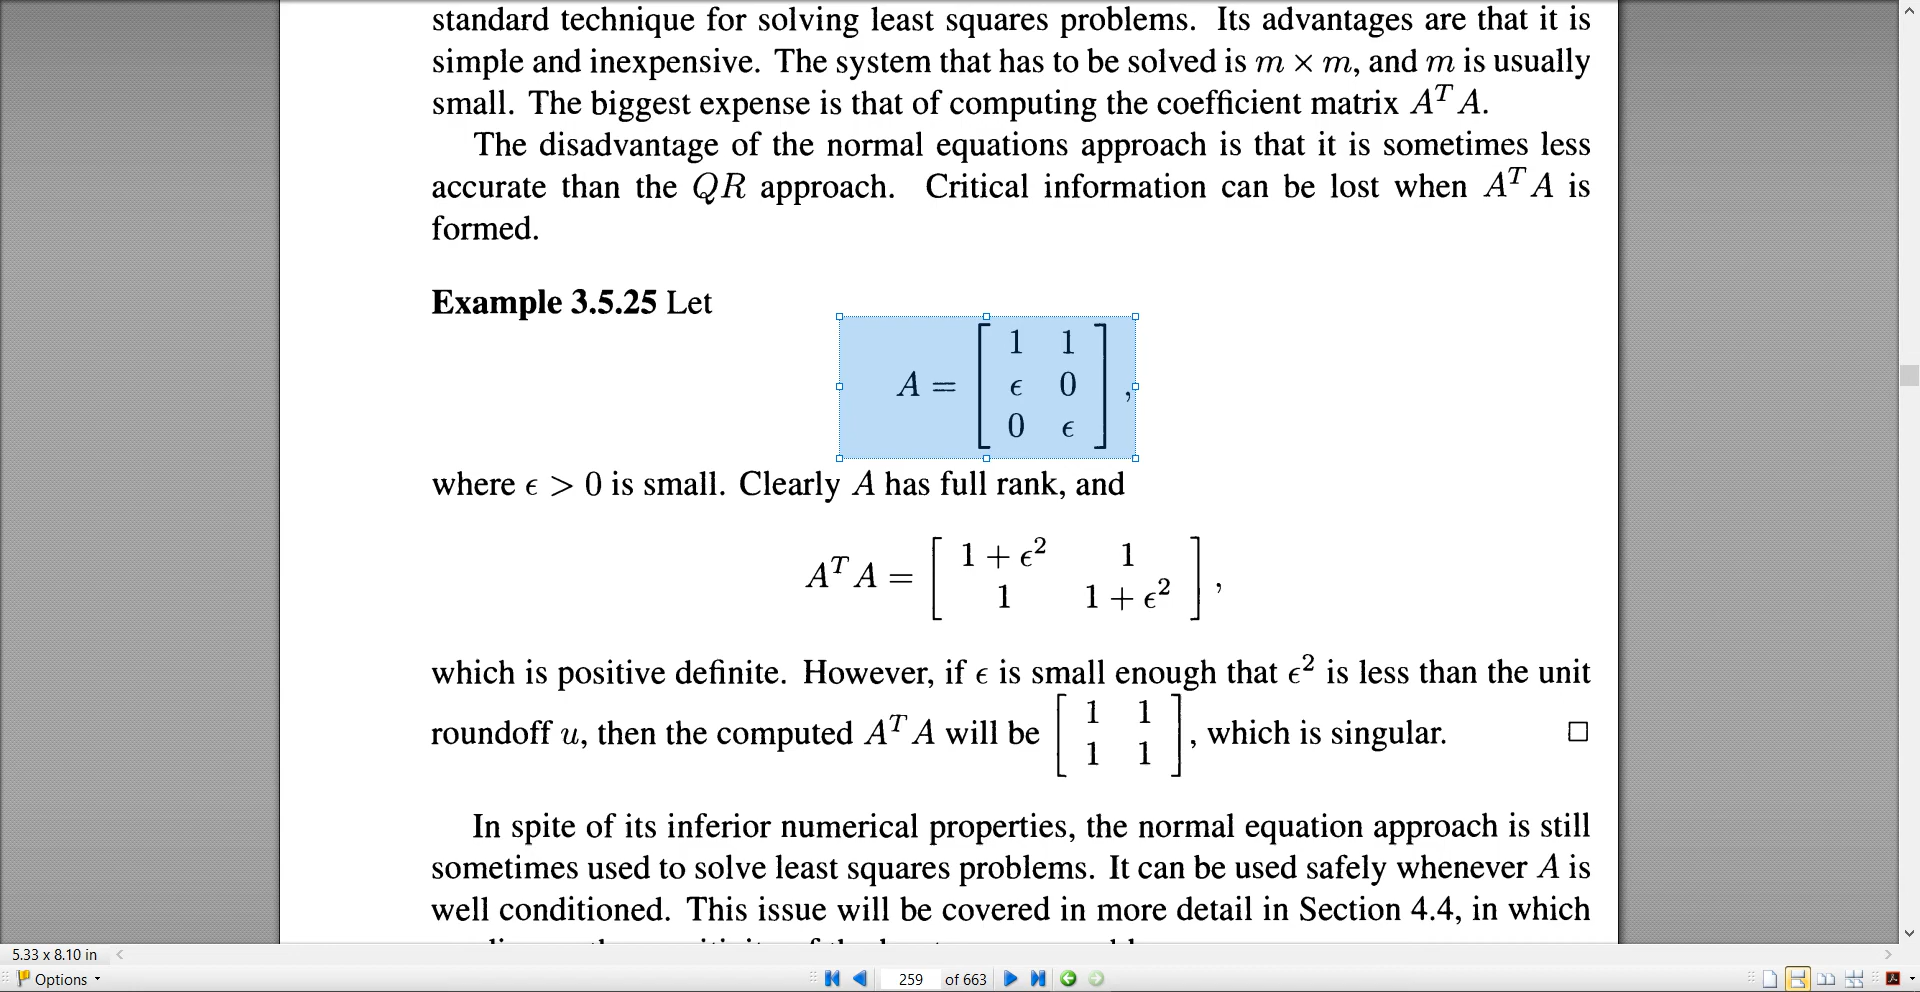 standard technique for solving least squares problems. Its advantages are that it is
simple and inexpensive. The system that has to be solved is m × m, and m is usually
small. The biggest expense is that of computing the coefficient matrix AᵀA.
The disadvantage of the normal equations approach is that it is sometimes less
accurate than the QR approach. Critical information can be lost when AᵀA is
formed.
Example 3.5.25 Let
A = [ 1 1
ϵ 0
0 ϵ ],
where ϵ > 0 is small. Clearly A has full rank, and
AᵀA = [ 1 + ϵ² 1
1 1 + ϵ² ],
which is positive definite. However, if ϵ is small enough that ϵ² is less than the unit
roundoff u, then the computed AᵀA will be [ 1 1
1 1 ], which is singular. □
In spite of its inferior numerical properties, the normal equation approach is still
sometimes used to solve least squares problems. It can be used safely whenever A is
well conditioned. This issue will be covered in more detail in Section 4.4, in which
5.33 x 8.10 in
Options
259 of 663